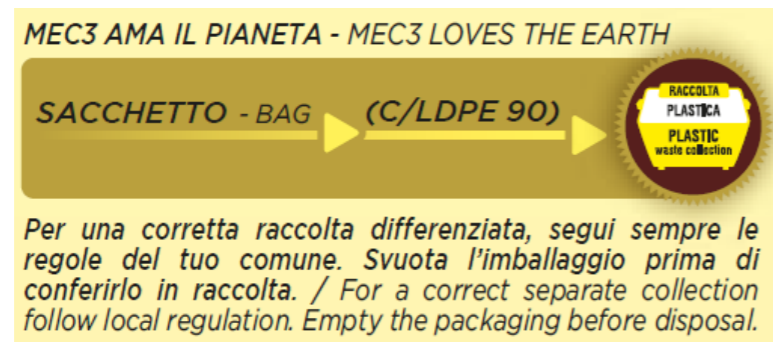 MEC3 AMA IL PIANETA - MEC3 LOVES THE EARTH
SACCHETTO - BAG (C/LDPE 90)
RACCOLTA
PLASTICA
PLASTIC
waste collection
Per una corretta raccolta differenziata, segui sempre le
regole del tuo comune. Svuota l'imballaggio prima di
conferirlo in raccolta. / For a correct separate collection
follow local regulation. Empty the packaging before disposal.